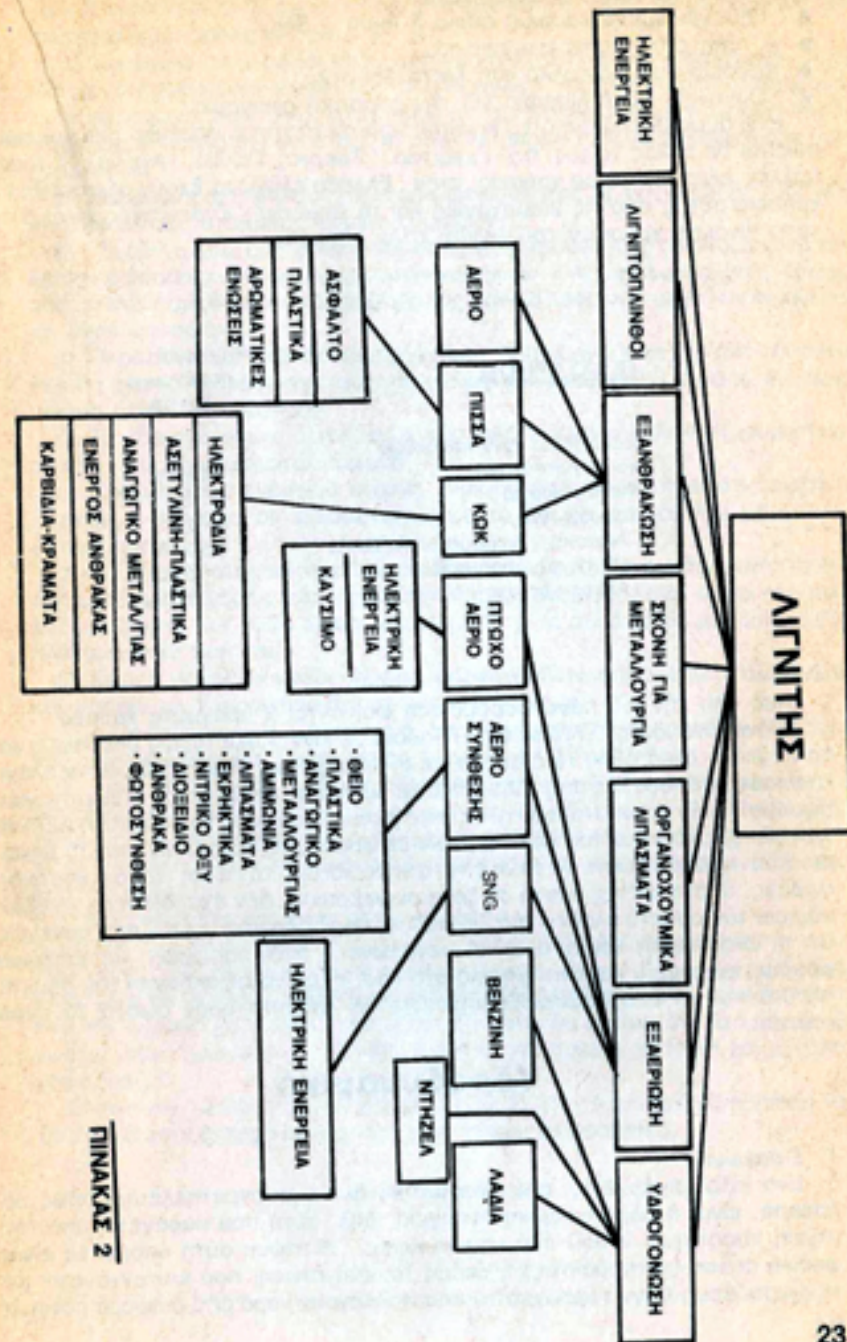 ΛΙΓΝΙΤΗΣ
ΗΛΕΚΤΡΙΚΗ
ΕΝΕΡΓΕΙΑ
ΛΙΓΝΙΤΟΠΛΙΝΘΟΙ
ΕΞΑΝΘΡΑΚΩΣΗ
ΣΚΟΝΗ ΓΙΑ
ΜΕΤΑΛΛΟΥΡΓΙΑ
ΟΡΓΑΝΟΧΟΥΜΙΚΑ
ΛΙΠΑΣΜΑΤΑ
ΕΞΑΕΡΙΩΣΗ
ΥΔΡΟΓΟΝΩΣΗ
ΑΕΡΙΟ
ΠΙΣΣΑ
ΚΩΚ
ΠΤΩΧΟ
ΑΕΡΙΟ
ΑΕΡΙΟ
ΣΥΝΘΕΣΗΣ
SNG
ΒΕΝΖΙΝΗ
ΝΤΗΖΕΛ
ΛΑΔΙΑ
ΑΣΦΑΛΤΟ
ΠΛΑΣΤΙΚΑ
ΑΡΩΜΑΤΙΚΕΣ
ΕΝΩΣΕΙΣ
ΗΛΕΚΤΡΟΔΙΑ
ΑΣΕΤΥΛΙΝΗ-ΠΛΑΣΤΙΚΑ
ΑΝΑΓΩΓΙΚΟ ΜΕΤΑΛ/ΓΙΑΣ
ΕΝΕΡΓΟΣ ΑΝΘΡΑΚΑΣ
ΚΑΡΒΙΔΙΑ-ΚΡΑΜΑΤΑ
ΗΛΕΚΤΡΙΚΗ
ΕΝΕΡΓΕΙΑ
ΚΑΥΣΙΜΟ
· ΘΕΙΟ
· ΠΛΑΣΤΙΚΑ
· ΑΝΑΓΩΓΙΚΟ
ΜΕΤΑΛΛΟΥΡΓΙΑΣ
· ΑΜΜΩΝΙΑ
· ΛΙΠΑΣΜΑΤΑ
· ΕΚΡΗΚΤΙΚΑ
· ΝΙΤΡΙΚΟ ΟΞΥ
· ΔΙΟΞΕΙΔΙΟ
· ΑΝΘΡΑΚΑ
· ΦΩΤΟΣΥΝΘΕΣΗ
ΗΛΕΚΤΡΙΚΗ ΕΝΕΡΓΕΙΑ
ΠΙΝΑΚΑΣ 2
23